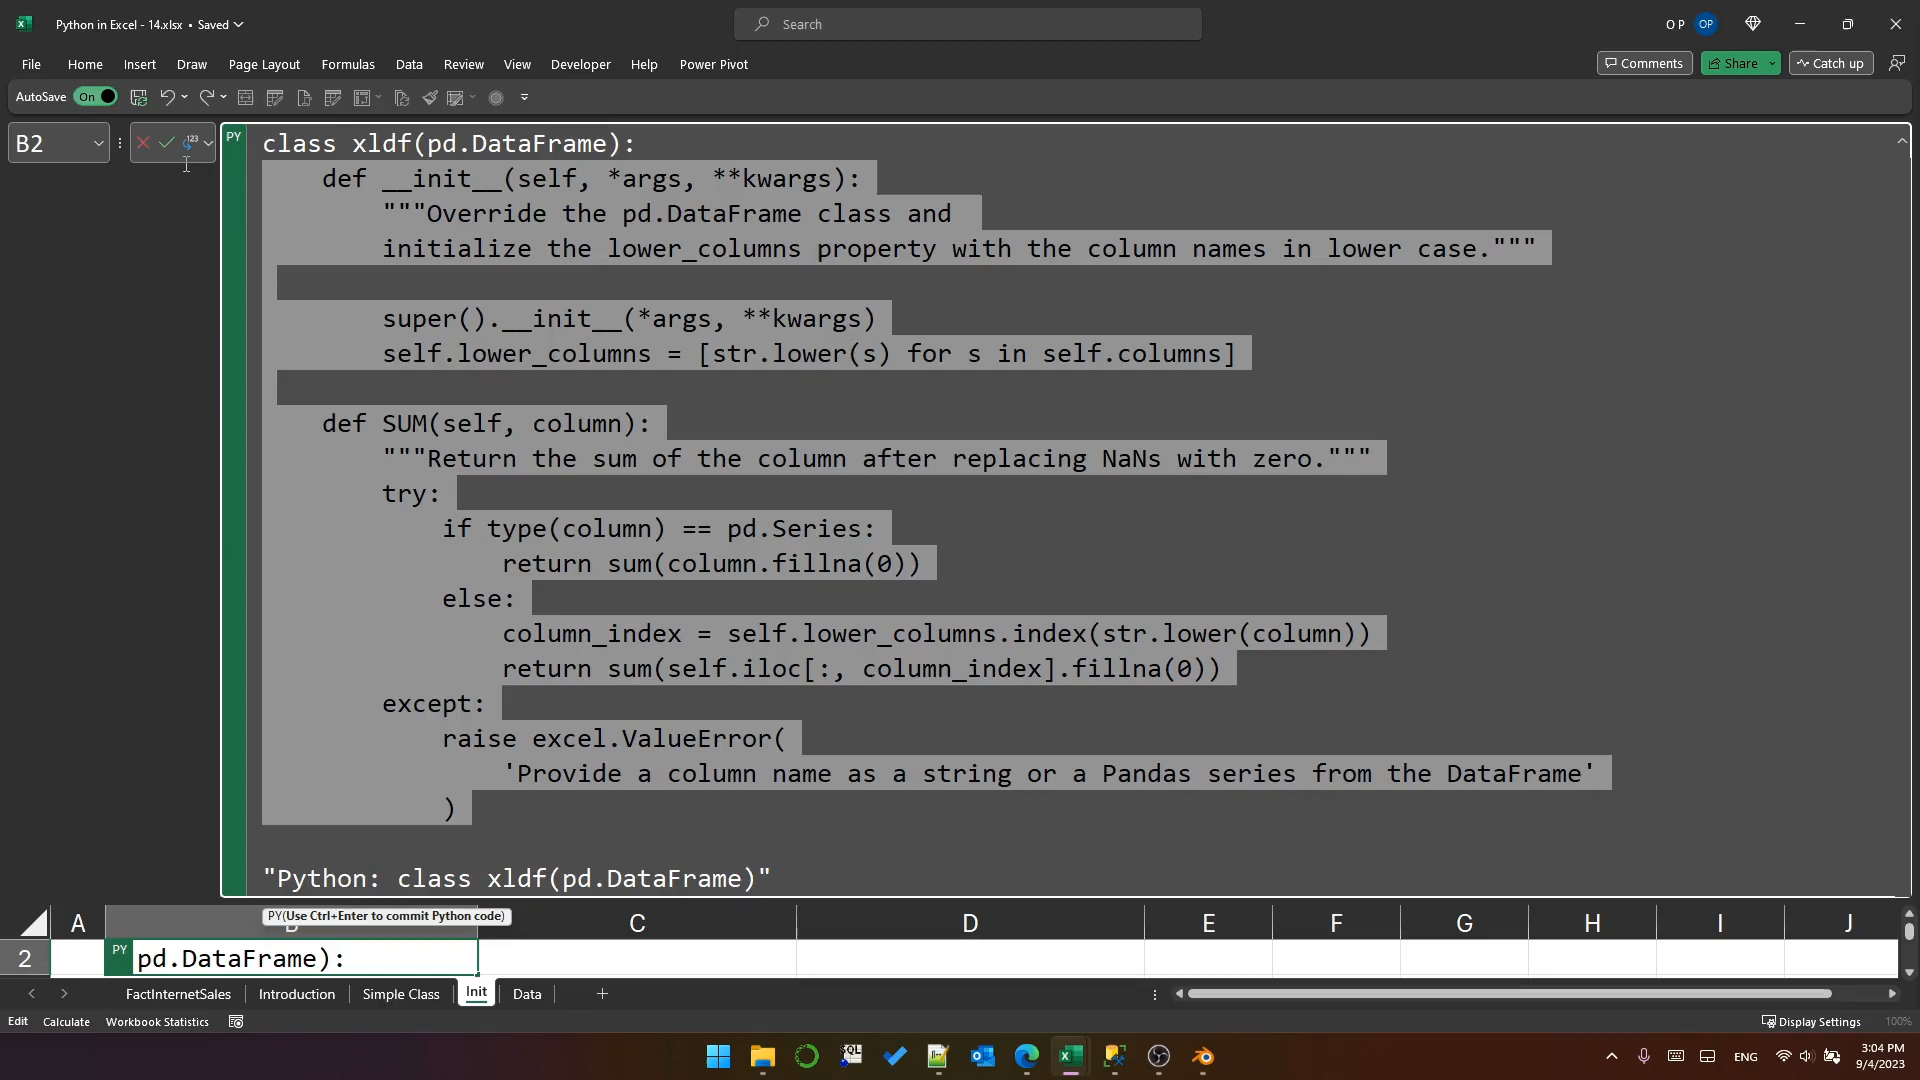 Python in Excel - 14.xlsx • Saved
Search
O P
OP
File Home Insert Draw Page Layout Formulas Data Review View Developer Help Power Pivot
Comments Share Catch up
AutoSave On
B2
123
PY
class xldf(pd.DataFrame):
def __init__(self, *args, **kwargs):
"""Override the pd.DataFrame class and
initialize the lower_columns property with the column names in lower case."""
super().__init__(*args, **kwargs)
self.lower_columns = [str.lower(s) for s in self.columns]
def SUM(self, column):
"""Return the sum of the column after replacing NaNs with zero."""
try:
if type(column) == pd.Series:
return sum(column.fillna(0))
else:
column_index = self.lower_columns.index(str.lower(column))
return sum(self.iloc[:, column_index].fillna(0))
except:
raise excel.ValueError(
'Provide a column name as a string or a Pandas series from the DataFrame'
)
"Python: class xldf(pd.DataFrame)"
PY(Use Ctrl+Enter to commit Python code)
A C D E F G H I J
2 PY pd.DataFrame):
FactInternetSales Introduction Simple Class Init Data
Edit Calculate Workbook Statistics
Display Settings 100%
SQL
ENG
3:04 PM
9/4/2023